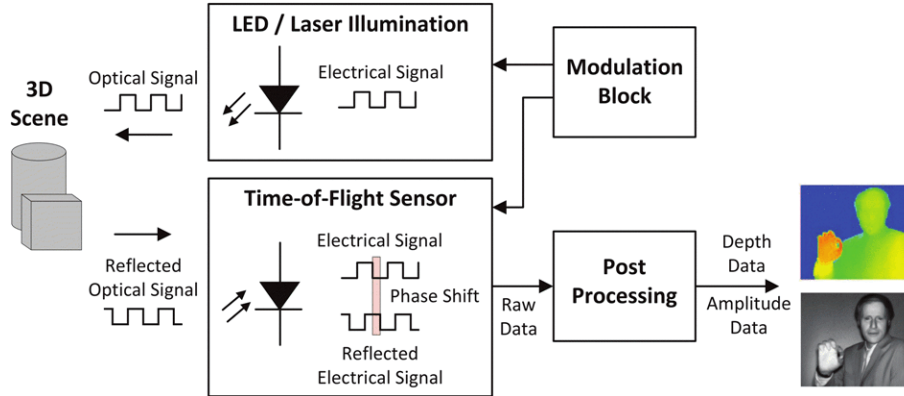 LED / Laser Illumination
Optical Signal
Electrical Signal
3D
Scene
Modulation
Block
Time-of-Flight Sensor
Electrical Signal
Phase Shift
Reflected
Electrical Signal
Reflected
Optical Signal
Raw
Data
Post
Processing
Depth
Data
Amplitude
Data